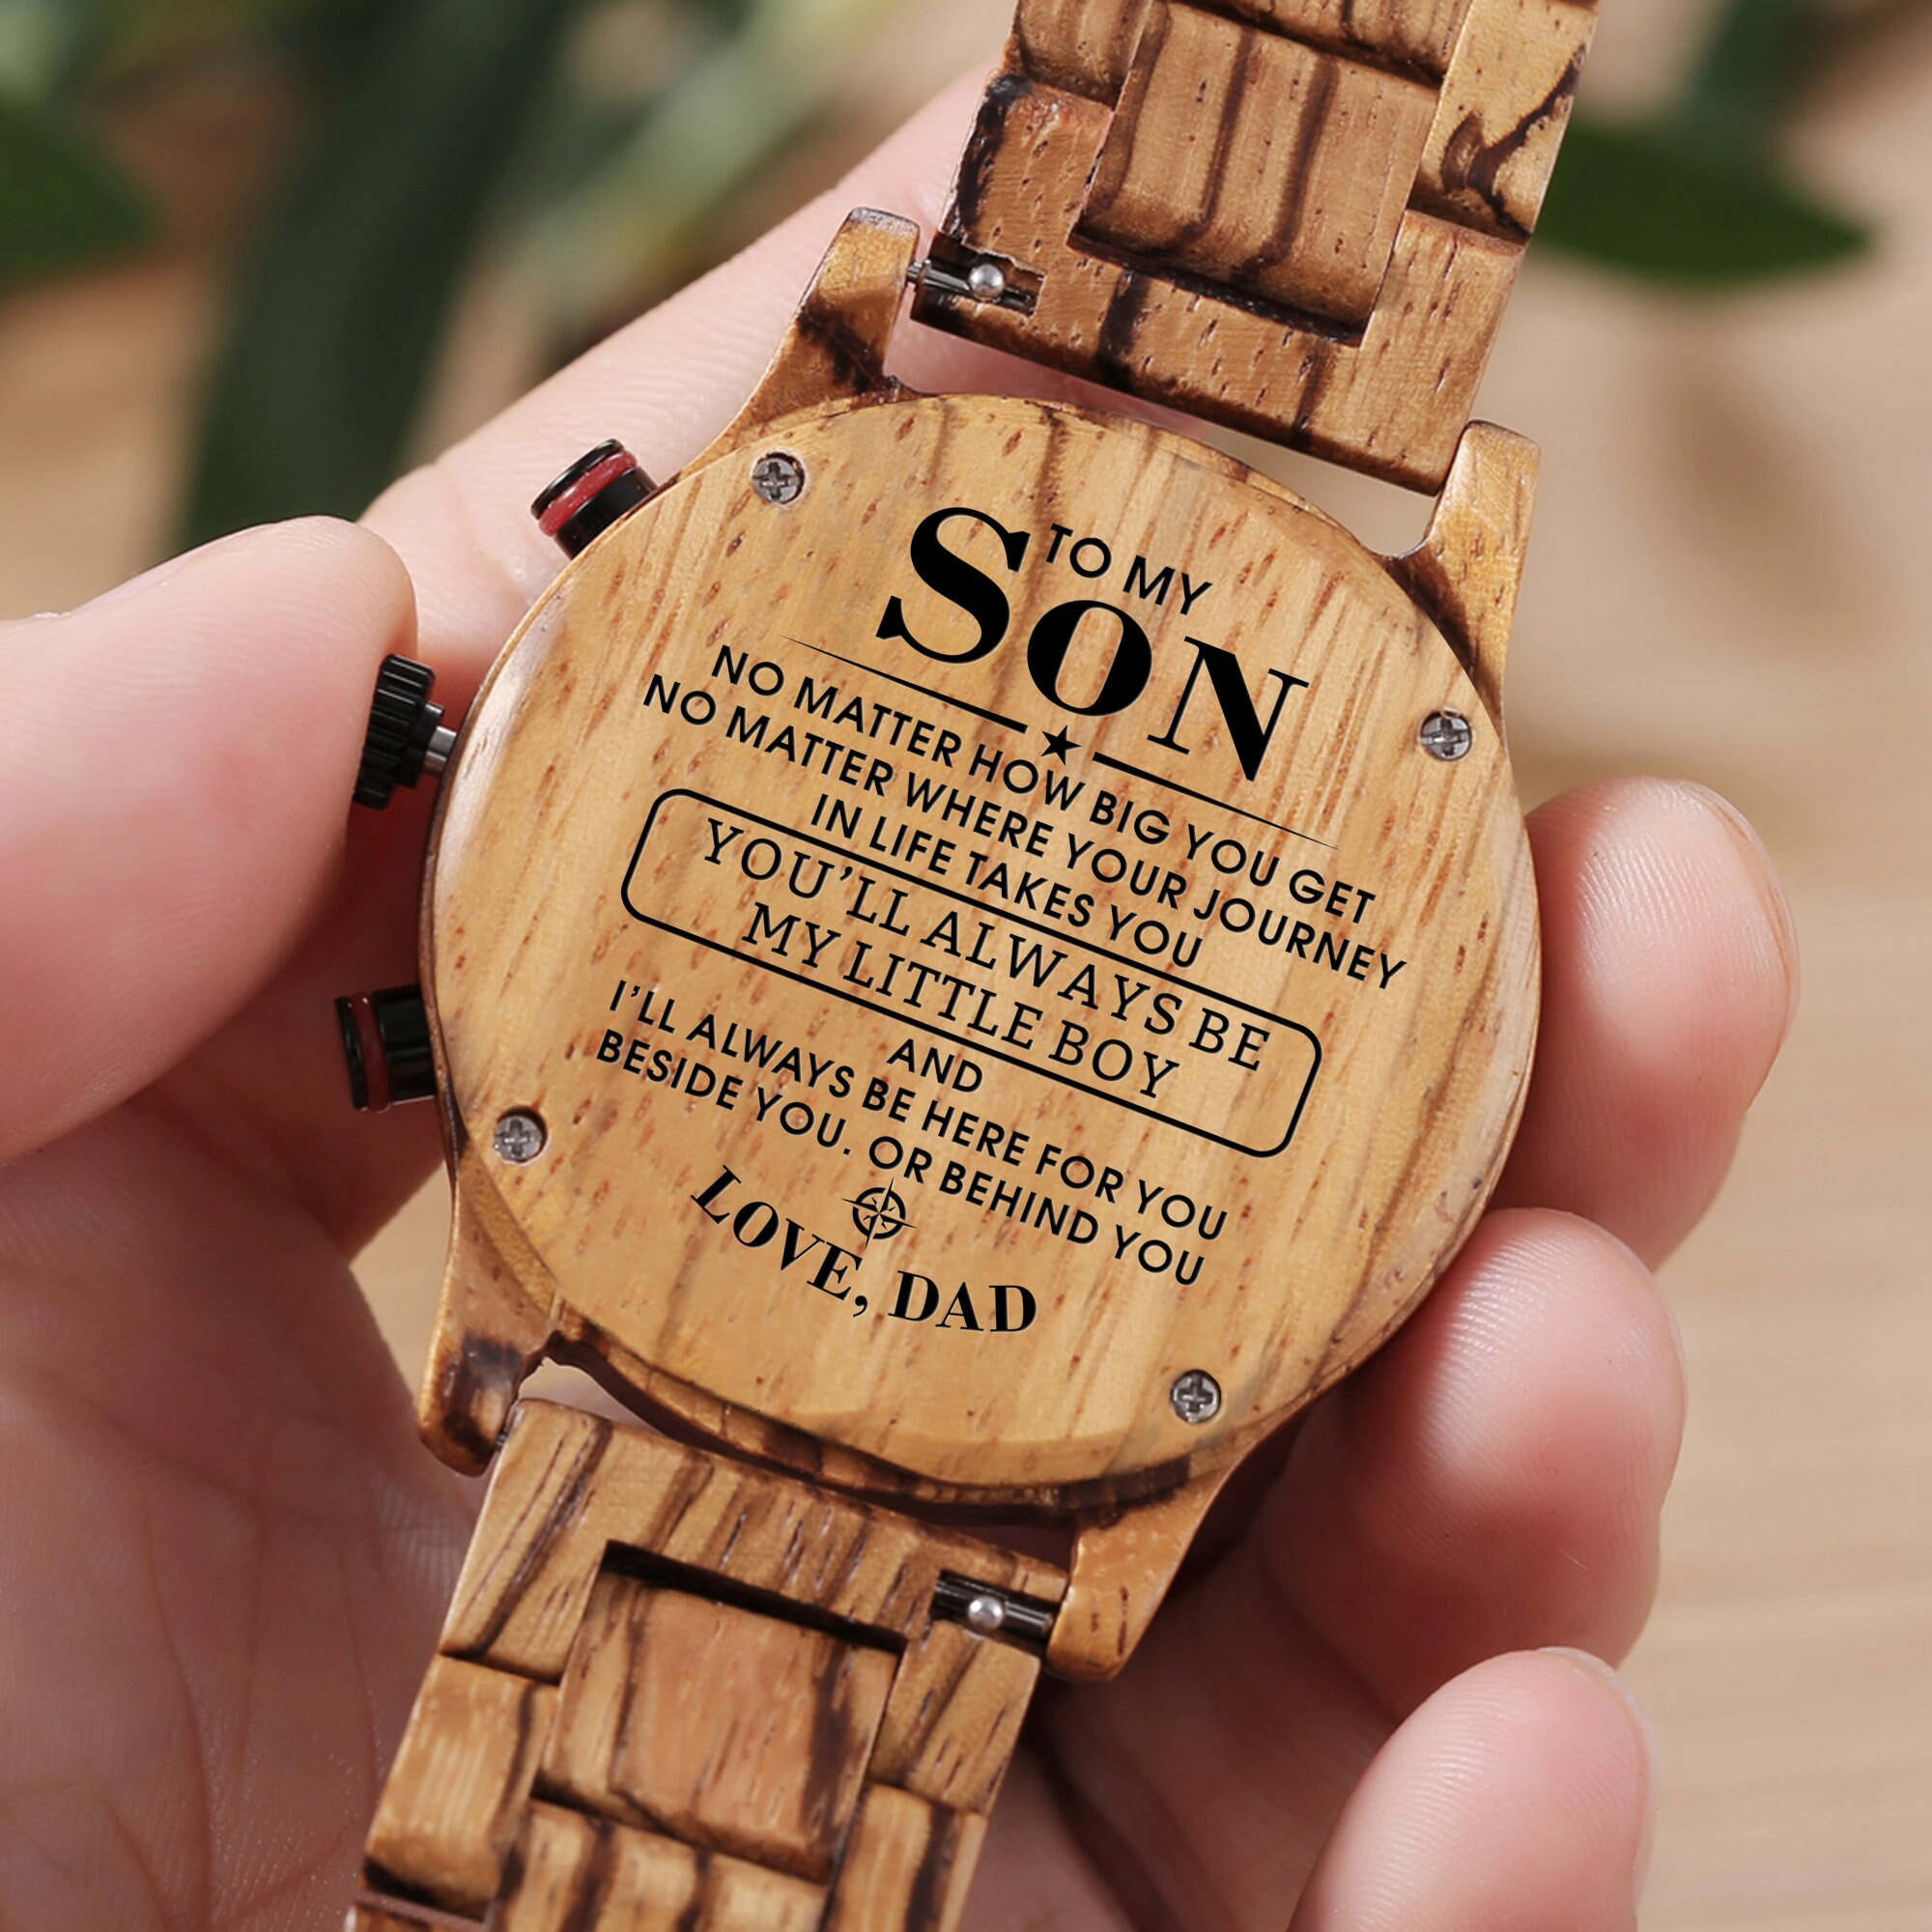 TO MY
SON
NO MATTER HOW BIG YOU GET
NO MATTER WHERE YOUR JOURNEY
IN LIFE TAKES YOU
YOU'LL ALWAYS BE
MY LITTLE BOY
AND
I'LL ALWAYS BE HERE FOR YOU
BESIDE YOU. OR BEHIND YOU
LOVE, DAD